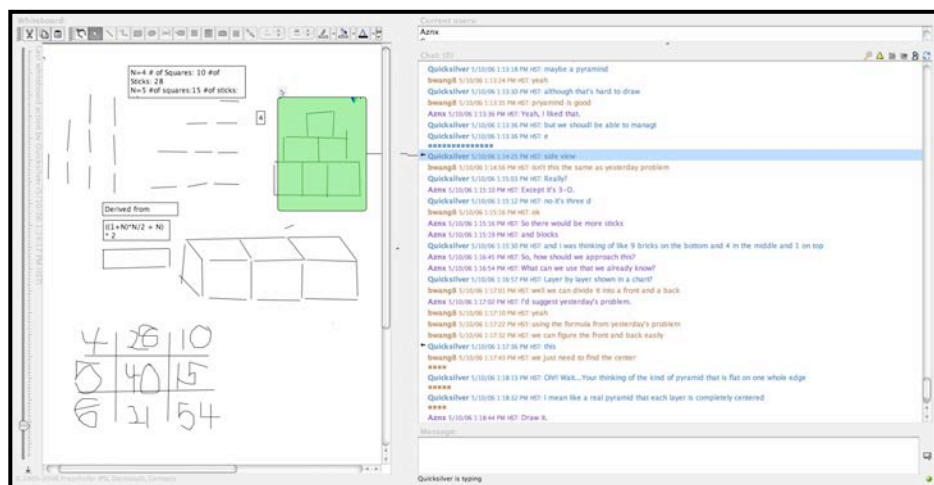 Whiteboard:
N=4 # of Squares: 10 #of
Sticks: 28
N=5 #of squares:15 #of sticks:
4
Derived from
((1+N)*N/2 + N)
* 2
4 28 10
5 40 15
6 21 54
Current users:
Aznx
Quicksilver 5/10/06 1:13:18 PM HST: maybe a pyramind
bwang8 5/10/06 1:13:24 PM HST: yeah
Quicksilver 5/10/06 1:13:30 PM HST: although that's hard to draw
bwang8 5/10/06 1:13:35 PM HST: pryamind is good
Aznx 5/10/06 1:13:36 PM HST: Yeah, I liked that.
Quicksilver 5/10/06 1:13:36 PM HST: but we shoudl be able to managt
Quicksilver 5/10/06 1:13:38 PM HST: e
Quicksilver 5/10/06 1:14:25 PM HST: side view
bwang8 5/10/06 1:14:56 PM HST: isn't this the same as yesterday problem
Quicksilver 5/10/06 1:15:03 PM HST: Really?
Aznx 5/10/06 1:15:10 PM HST: Except it's 3-D.
Quicksilver 5/10/06 1:15:12 PM HST: no it's three d
bwang8 5/10/06 1:15:16 PM HST: ok
Aznx 5/10/06 1:15:16 PM HST: So there would be more sticks
Aznx 5/10/06 1:15:19 PM HST: and blocks
Quicksilver 5/10/06 1:15:30 PM HST: and I was thinking of like 9 bricks on the bottom and 4 in the middle and 1 on top
Aznx 5/10/06 1:16:45 PM HST: So, how should we approach this?
Aznx 5/10/06 1:16:54 PM HST: What can we use that we already know?
Quicksilver 5/10/06 1:16:57 PM HST: Layer by layer shown in a chart?
bwang8 5/10/06 1:17:01 PM HST: well we can divide it into a front and a back
Aznx 5/10/06 1:17:02 PM HST: I'd suggest yesterday's problem.
bwang8 5/10/06 1:17:10 PM HST: yeah
bwang8 5/10/06 1:17:22 PM HST: using the formula from yesterday's problem
bwang8 5/10/06 1:17:32 PM HST: we can figure the front and back easily
Quicksilver 5/10/06 1:17:36 PM HST: this
bwang8 5/10/06 1:17:43 PM HST: we just need to find the center
Quicksilver 5/10/06 1:18:13 PM HST: Oh!! Wait...Your thinking of the kind of pyramid that is flat on one whole edge
Quicksilver 5/10/06 1:18:32 PM HST: I mean like a real pyramid that each layer is completely centered
Aznx 5/10/06 1:18:44 PM HST: Draw it.
Message:
Quicksilver is typing